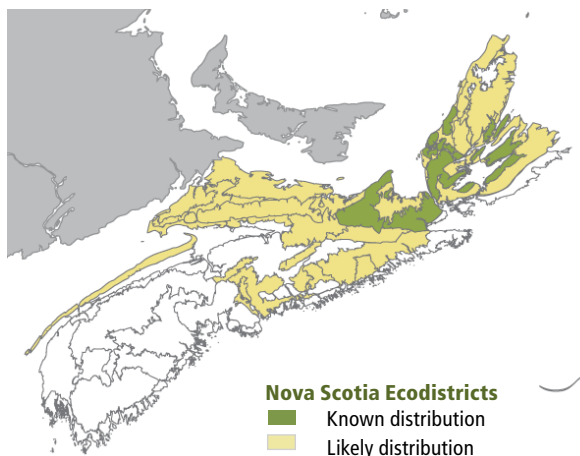 Nova Scotia Ecodistricts
Known distribution
Likely distribution